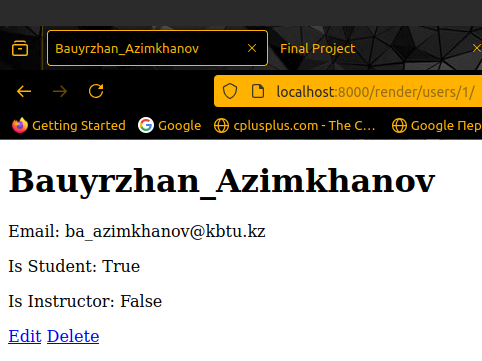 Bauyrzhan_Azimkhanov
Final Project
localhost:8000/render/users/1/
Getting Started
Google
cplusplus.com - The C…
Google Пер
Bauyrzhan_Azimkhanov
Email: ba_azimkhanov@kbtu.kz
Is Student: True
Is Instructor: False
Edit Delete